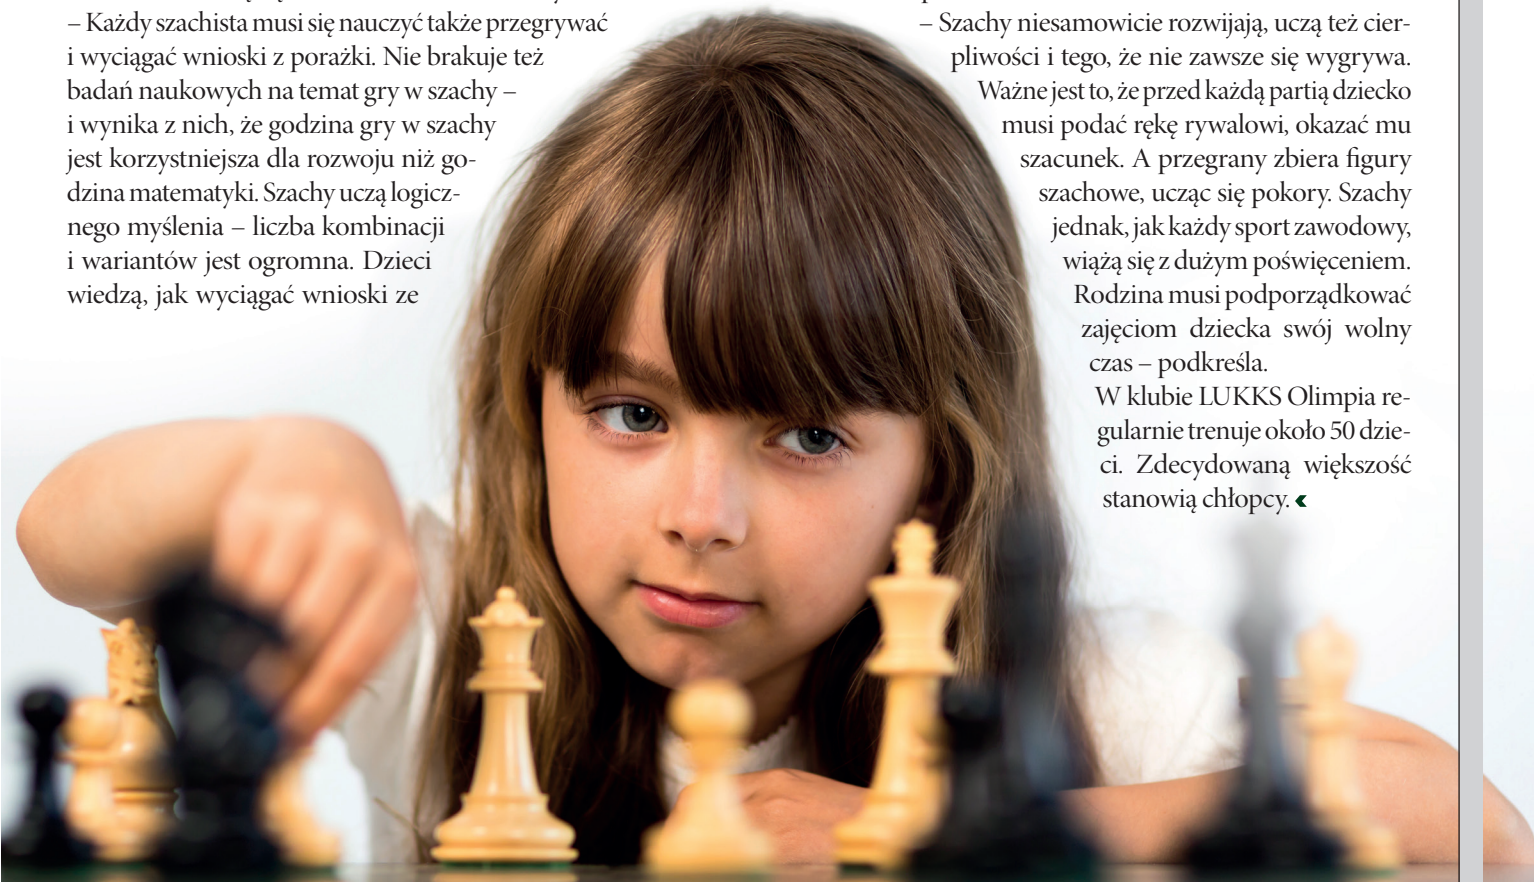 – Każdy szachista musi się nauczyć także przegrywać
i wyciągać wnioski z porażki. Nie brakuje też
badań naukowych na temat gry w szachy –
i wynika z nich, że godzina gry w szachy
jest korzystniejsza dla rozwoju niż go-
dzina matematyki. Szachy uczą logicz-
nego myślenia – liczba kombinacji
i wariantów jest ogromna. Dzieci
wiedzą, jak wyciągać wnioski ze
– Szachy niesamowicie rozwijają, uczą też cier-
pliwości i tego, że nie zawsze się wygrywa.
Ważne jest to, że przed każdą partią dziecko
musi podać rękę rywalowi, okazać mu
szacunek. A przegrany zbiera figury
szachowe, ucząc się pokory. Szachy
jednak, jak każdy sport zawodowy,
wiążą się z dużym poświęceniem.
Rodzina musi podporządkować
zajęciom dziecka swój wolny
czas – podkreśla.
W klubie LUKKS Olimpia re-
gularnie trenuje około 50 dzie-
ci. Zdecydowaną większość
stanowią chłopcy.